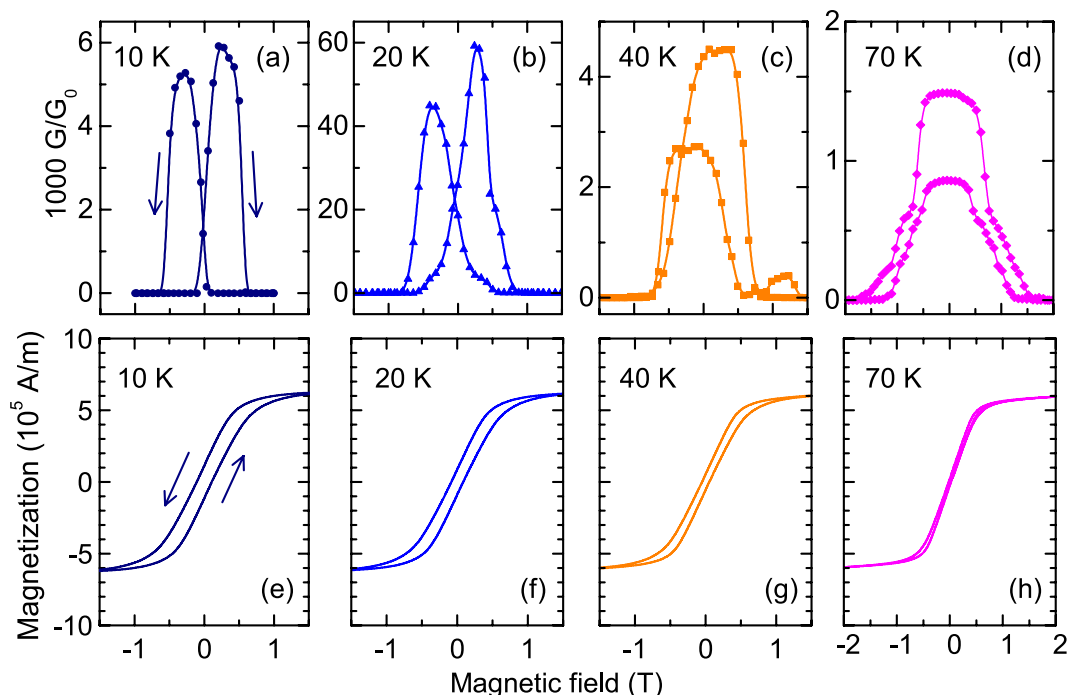 1000 G/G₀
10 K (a)
6
4
2
0
20 K (b)
60
40
20
0
40 K (c)
4
2
0
70 K (d)
2
1
0
Magnetization (10⁵ A/m)
10
5
0
-5
-10
10 K
(e)
-1 0 1
20 K
(f)
-1 0 1
40 K
(g)
-1 0 1
70 K
(h)
-2 -1 0 1 2
Magnetic field (T)